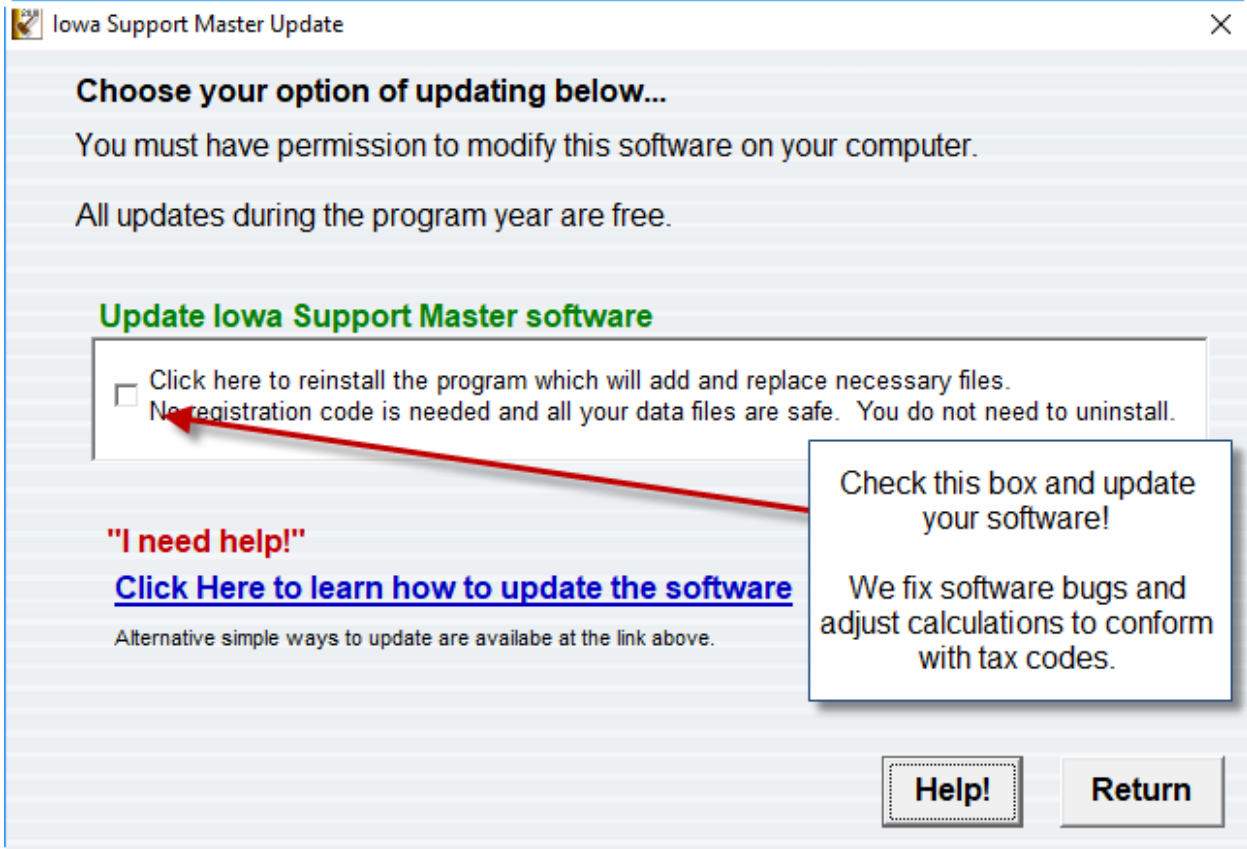 Iowa Support Master Update
Choose your option of updating below...
You must have permission to modify this software on your computer.
All updates during the program year are free.
Update Iowa Support Master software
Click here to reinstall the program which will add and replace necessary files.
No registration code is needed and all your data files are safe.  You do not need to uninstall.
Check this box and update
your software!
We fix software bugs and
adjust calculations to conform
with tax codes.
"I need help!"
Click Here to learn how to update the software
Alternative simple ways to update are availabe at the link above.
Help!
Return